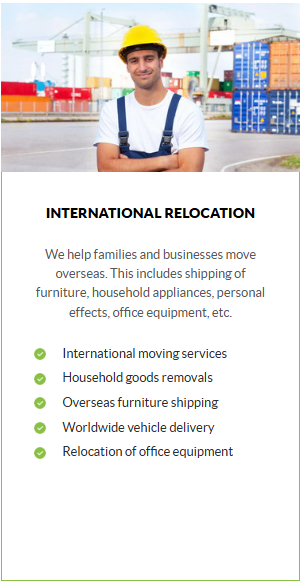 INTERNATIONAL RELOCATION
We help families and businesses move
overseas. This includes shipping of
furniture, household appliances, personal
effects, office equipment, etc.
International moving services
Household goods removals
Overseas furniture shipping
Worldwide vehicle delivery
Relocation of office equipment